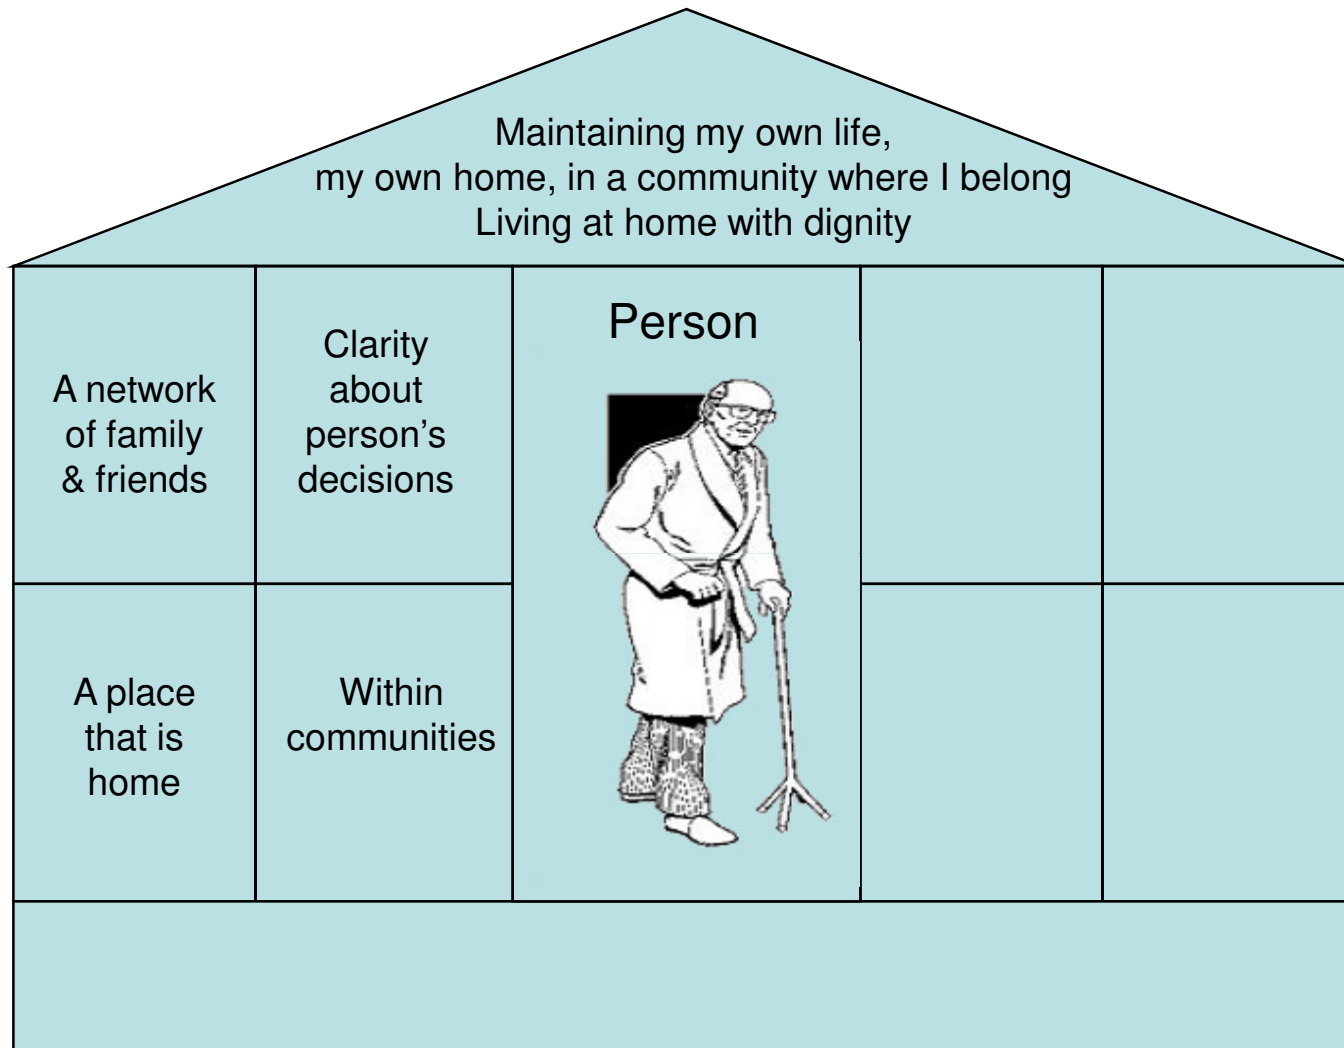 Maintaining my own life,
my own home, in a community where I belong
Living at home with dignity
A network
of family
& friends
Clarity
about
person’s
decisions
Person
A place
that is
home
Within
communities